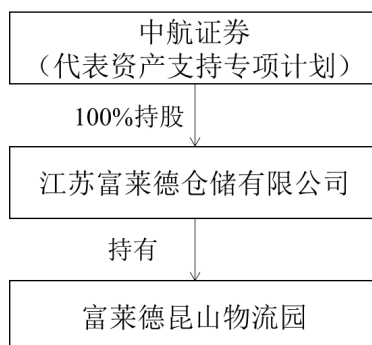 中航证券
（代表资产支持专项计划）
100%持股
江苏富莱德仓储有限公司
持有
富莱德昆山物流园